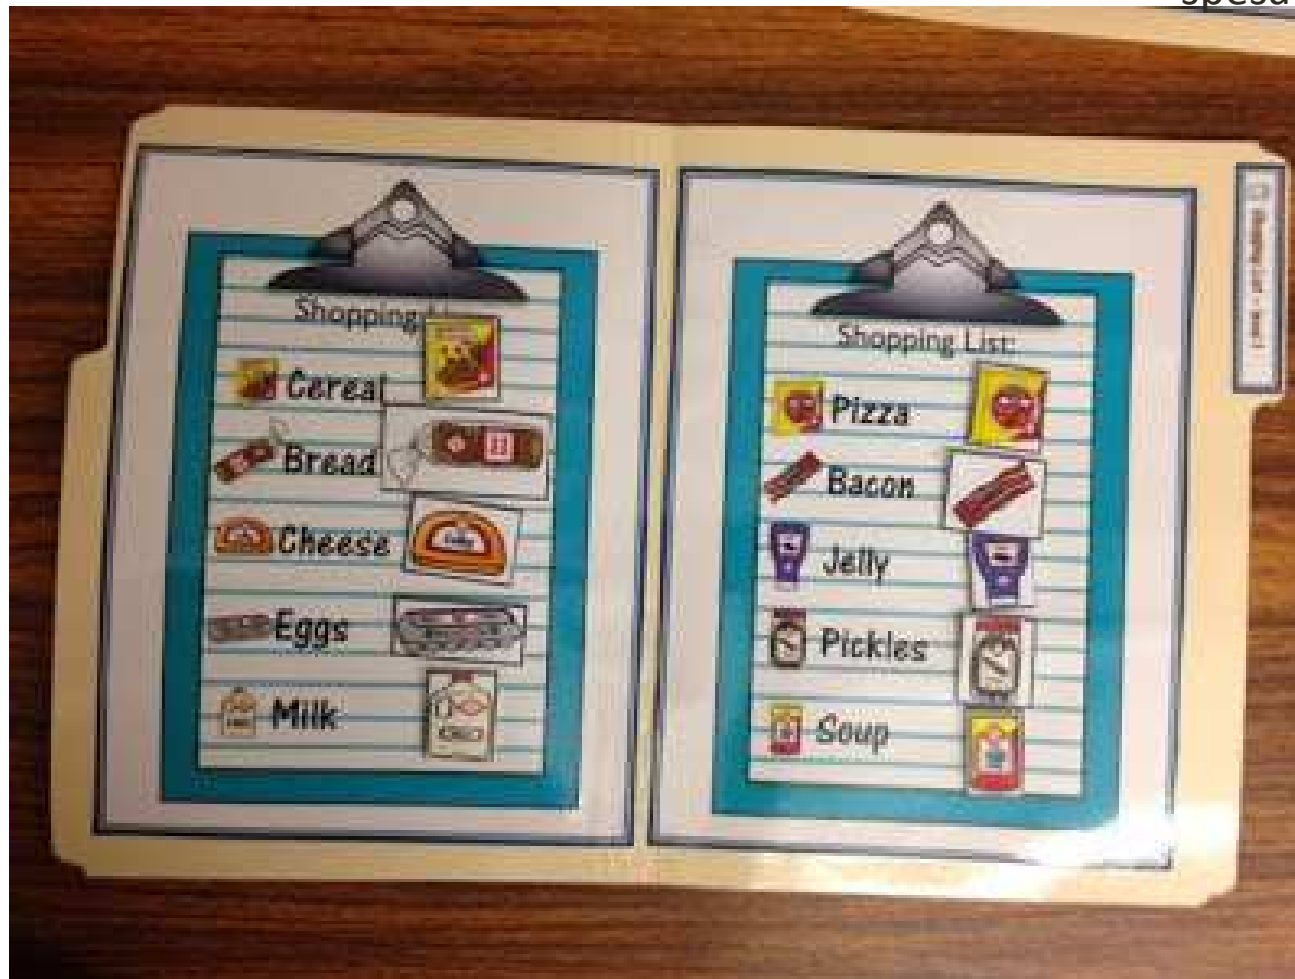 Shopping
Cereal
Bread
Cheese
Eggs
Milk
Shopping List:
Pizza
Bacon
Jelly
Pickles
Soup